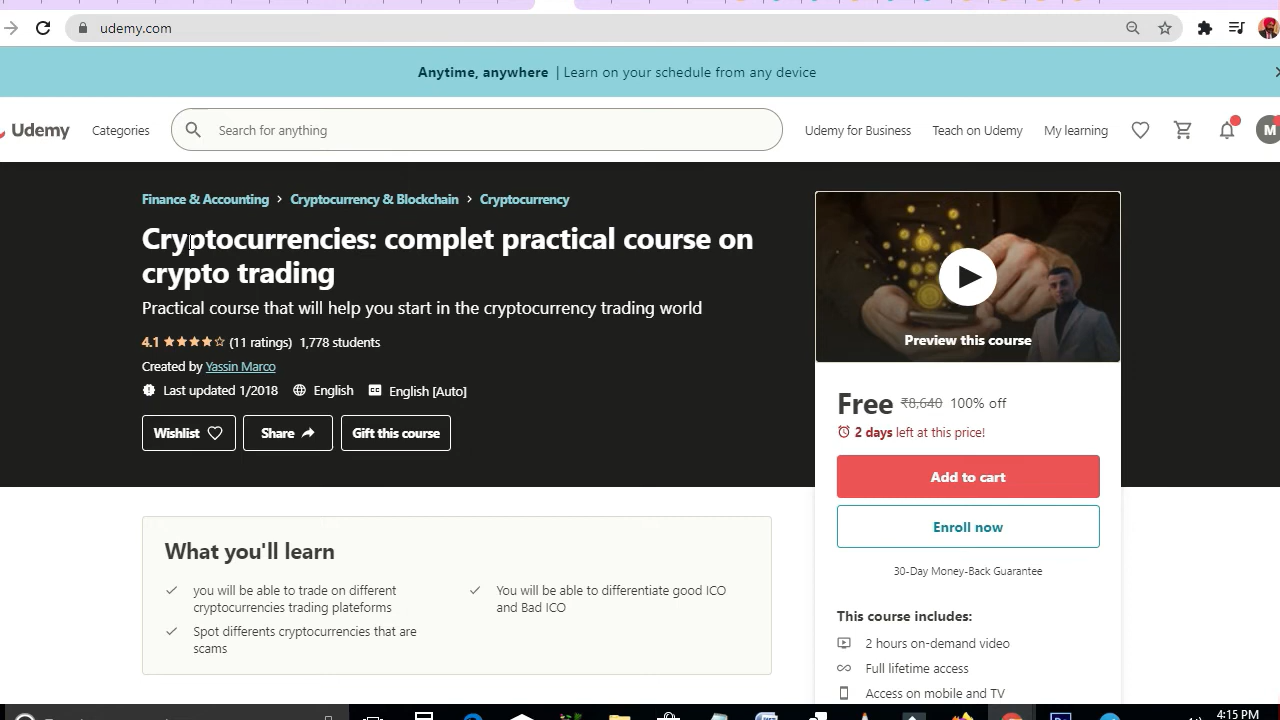 udemy.com
Anytime, anywhere | Learn on your schedule from any device
Udemy
Categories
Search for anything
Udemy for Business
Teach on Udemy
My learning
M
Finance & Accounting > Cryptocurrency & Blockchain > Cryptocurrency
Cryptocurrencies: complet practical course on
crypto trading
Practical course that will help you start in the cryptocurrency trading world
4.1 (11 ratings) 1,778 students
Created by Yassin Marco
Last updated 1/2018 English English [Auto]
Wishlist Share Gift this course
Preview this course
Free ₹8,640 100% off
2 days left at this price!
Add to cart
Enroll now
30-Day Money-Back Guarantee
This course includes:
2 hours on-demand video
Full lifetime access
Access on mobile and TV
What you'll learn
you will be able to trade on different
cryptocurrencies trading plateforms
Spot differents cryptocurrencies that are
scams
You will be able to differentiate good ICO
and Bad ICO
4:15 PM